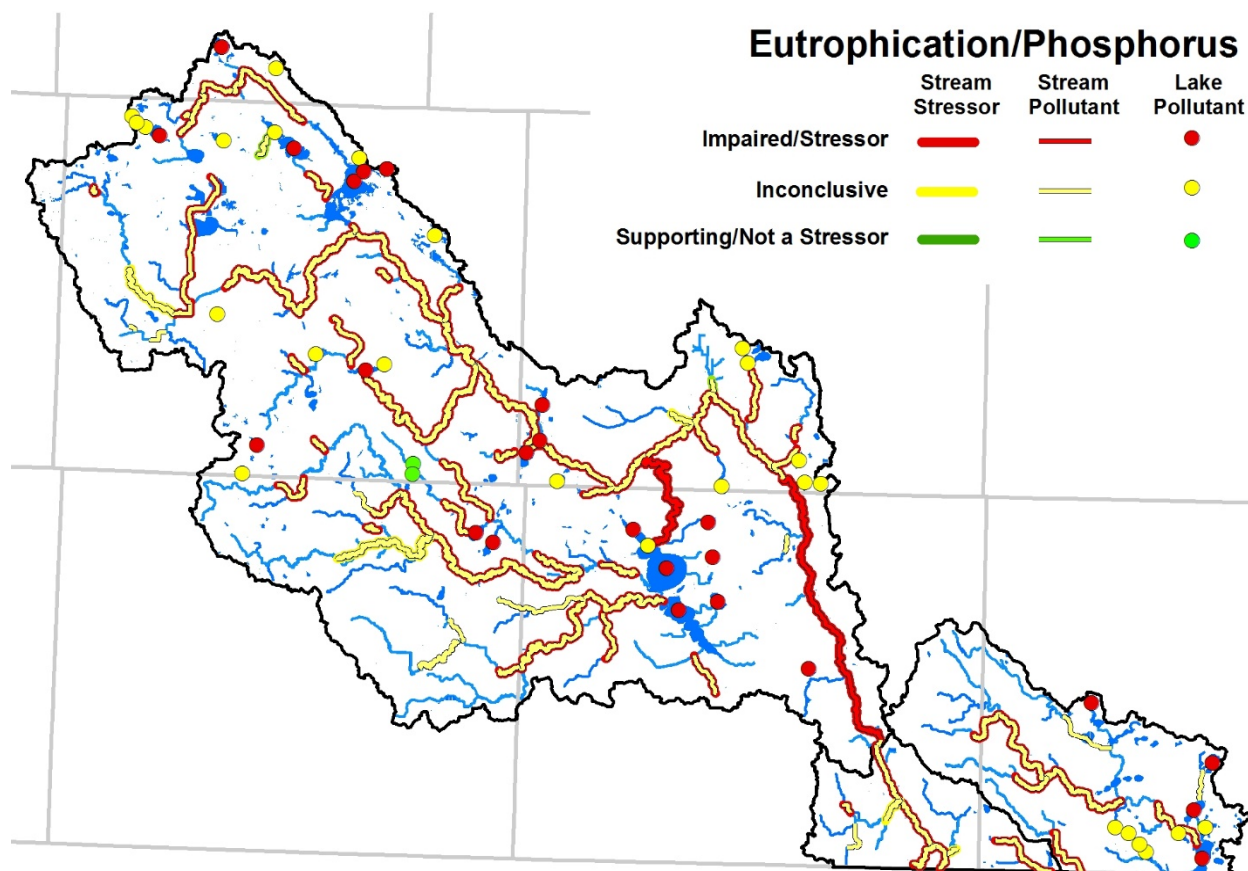 Eutrophication/Phosphorus
Stream Stressor
Stream Pollutant
Lake Pollutant
Impaired/Stressor
Inconclusive
Supporting/Not a Stressor